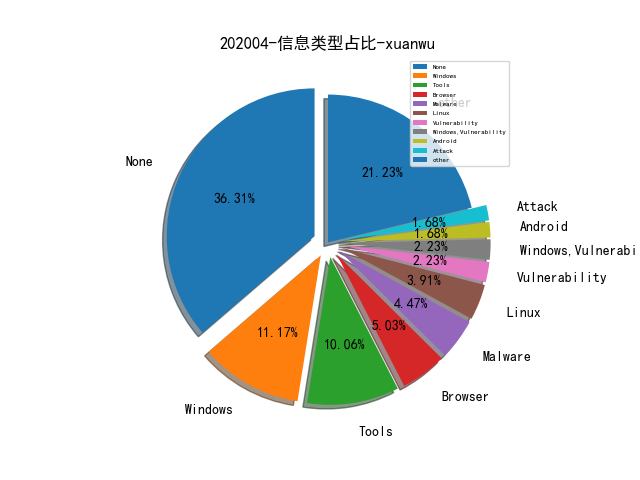 202004-信息类型占比-xuanwu
None
Windows
Tools
Browser
Malware
Linux
Vulnerability
Windows,Vulnerability
Android
Attack
other
other
21.23%
36.31%
None
Attack
1.68%
Android
1.68%
2.23%
Windows,Vulnerabi
2.23%
Vulnerability
3.91%
4.47%
Linux
5.03%
11.17%
10.06%
Malware
Browser
Windows
Tools